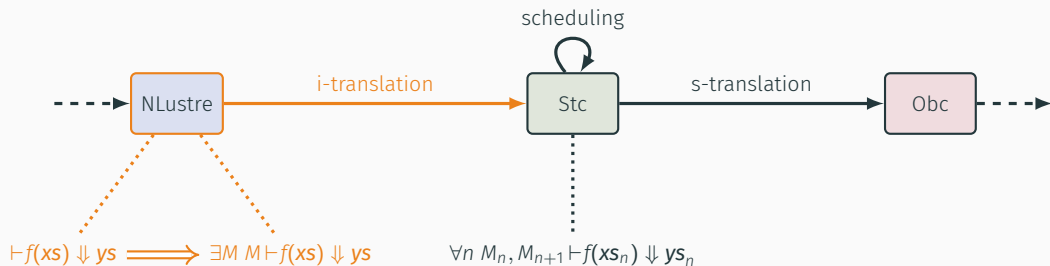 scheduling
i-translation
s-translation
NLustre
Stc
Obc
⊢f(xs) ⇓ ys ⟹ ∃M M ⊢f(xs) ⇓ ys
∀n Mₙ, Mₙ₊₁ ⊢f(xsₙ) ⇓ ysₙ